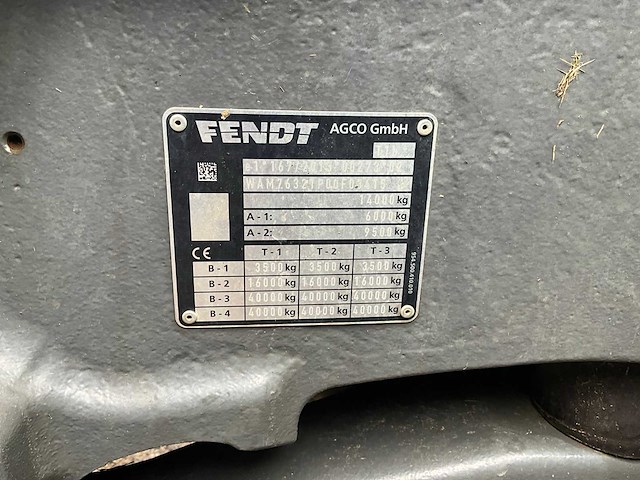 FENDT AGCO GmbH
14000 kg
A - 1: 6000 kg
A - 2: 9500 kg
CE T - 1 T - 2 T - 3
B - 1 3500 kg 3500 kg 3500 kg
B - 2 16000 kg 16000 kg 16000 kg
B - 3 40000 kg 40000 kg 40000 kg
B - 4 40000 kg 40000 kg 40000 kg